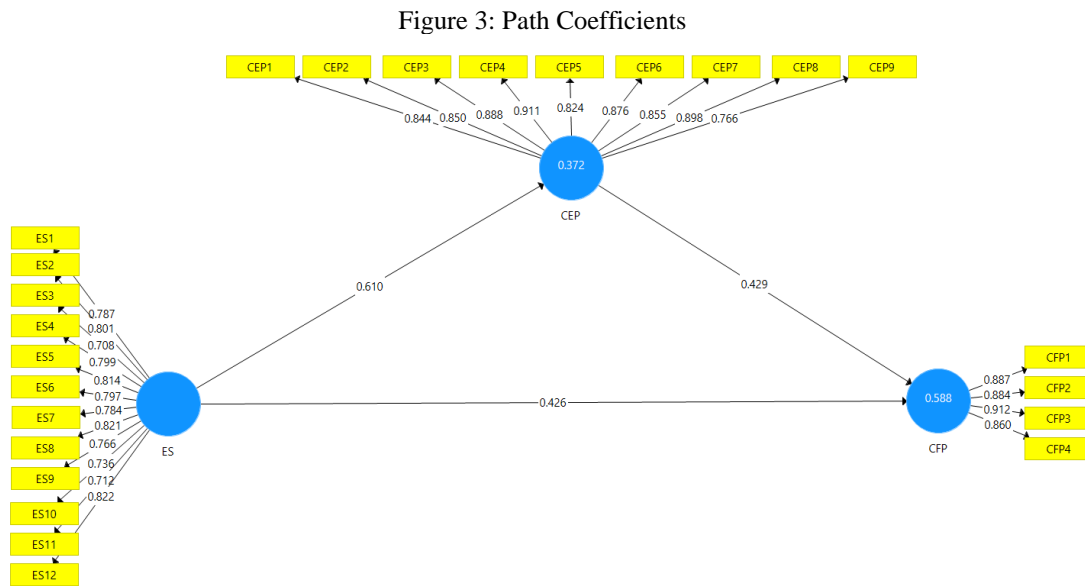 Figure 3: Path Coefficients
CEP1 CEP2 CEP3 CEP4 CEP5 CEP6 CEP7 CEP8 CEP9
0.844 0.850 0.888 0.911 0.824 0.876 0.855 0.898 0.766
0.372
CEP
0.610
0.429
ES1
ES2
ES3
ES4
ES5
ES6
ES7
ES8
ES9
ES10
ES11
ES12
0.787
0.801
0.708
0.799
0.814
0.797
0.784
0.821
0.766
0.736
0.712
0.822
ES
0.426
0.588
CFP
0.887
0.884
0.912
0.860
CFP1
CFP2
CFP3
CFP4